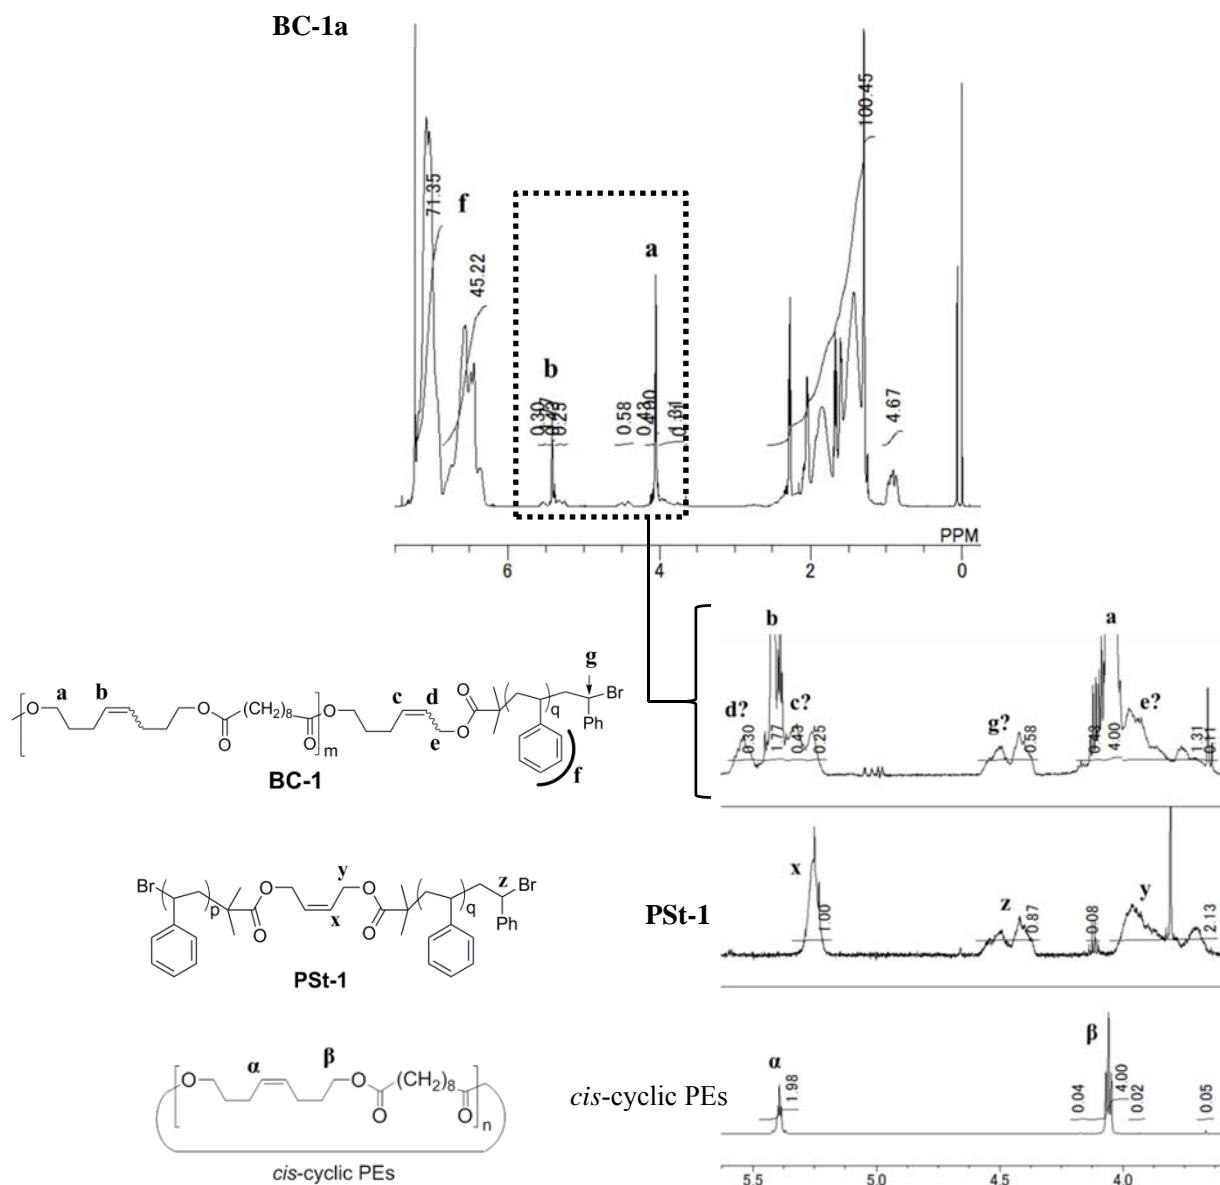 BC-1a
100.45
71.35
f
45.22
a
b
0.30
0.25
0.58
0.43
4.00
1.31
4.67
PPM
6
4
2
0
b
a
g
a
b
c
d
O
O
O
(CH2)8
O
m
O
O
e
O
q
Br
Ph
f
BC-1
d?
c?
g?
e?
0.30
1.77
0.43
0.25
0.58
0.43
4.00
1.31
0.11
Br
p
O
O
y
x
O
O
q
z
Br
Ph
PSt-1
PSt-1
x
z
y
1.00
0.87
0.08
2.13
α
β
O
O
O
(CH2)8
O
n
cis-cyclic PEs
cis-cyclic PEs
α
β
1.98
0.04
4.00
0.02
0.05
5.5
5.0
4.5
4.0